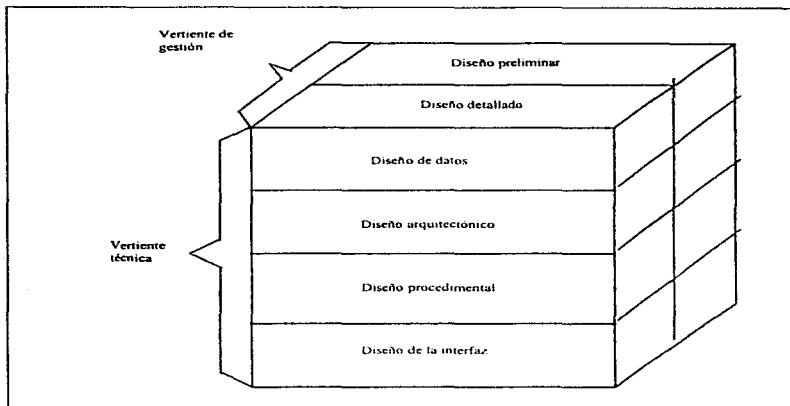 Vertiente de
gestión
Diseño preliminar
Diseño detallado
Diseño de datos
Diseño arquitectónico
Vertiente
técnica
Diseño procedimental
Diseño de la interfaz